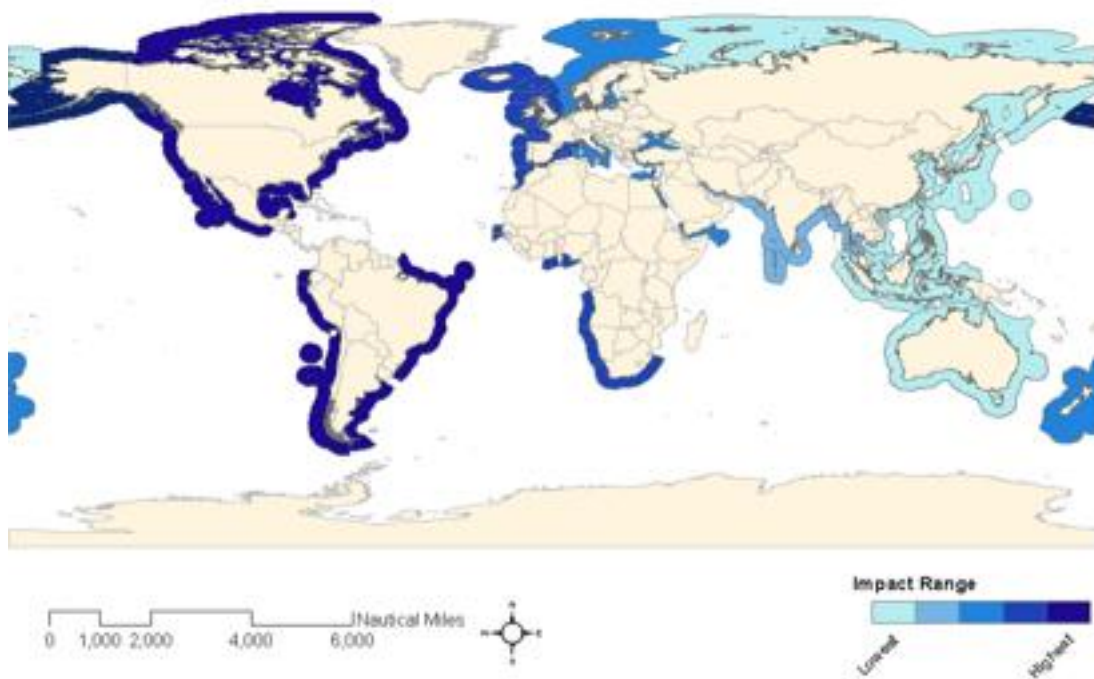 Impact Range
Nautical Miles
0 1,000 2,000 4,000 6,000
Lowest
Highest